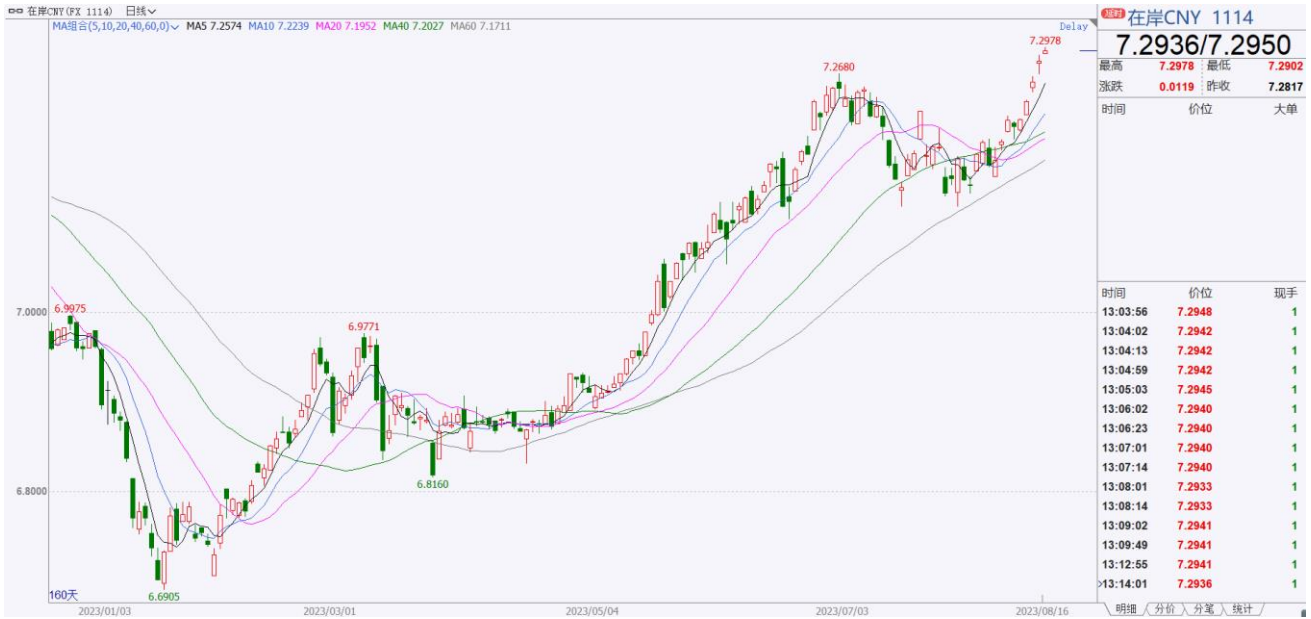 在岸CNY(FX 1114) 日线
MA组合(5,10,20,40,60,0) MA5 7.2574 MA10 7.2239 MA20 7.1952 MA40 7.2027 MA60 7.1711
Delay
7.2978
7.2680
7.0000
6.9975
6.9771
6.8160
6.8000
6.6905
160天
2023/01/03 2023/03/01 2023/05/04 2023/07/03 2023/08/16
延时 在岸CNY 1114
7.2936/7.2950
最高 7.2978 最低 7.2902
涨跌 0.0119 昨收 7.2817
时间 价位 大单
时间 价位 现手
13:03:56 7.2948 1
13:04:02 7.2942 1
13:04:13 7.2942 1
13:04:59 7.2942 1
13:05:03 7.2945 1
13:06:02 7.2940 1
13:06:23 7.2940 1
13:07:01 7.2940 1
13:07:14 7.2940 1
13:08:01 7.2933 1
13:08:14 7.2933 1
13:09:02 7.2941 1
13:09:49 7.2941 1
13:12:55 7.2941 1
13:14:01 7.2936 1
明细 分价 分笔 统计